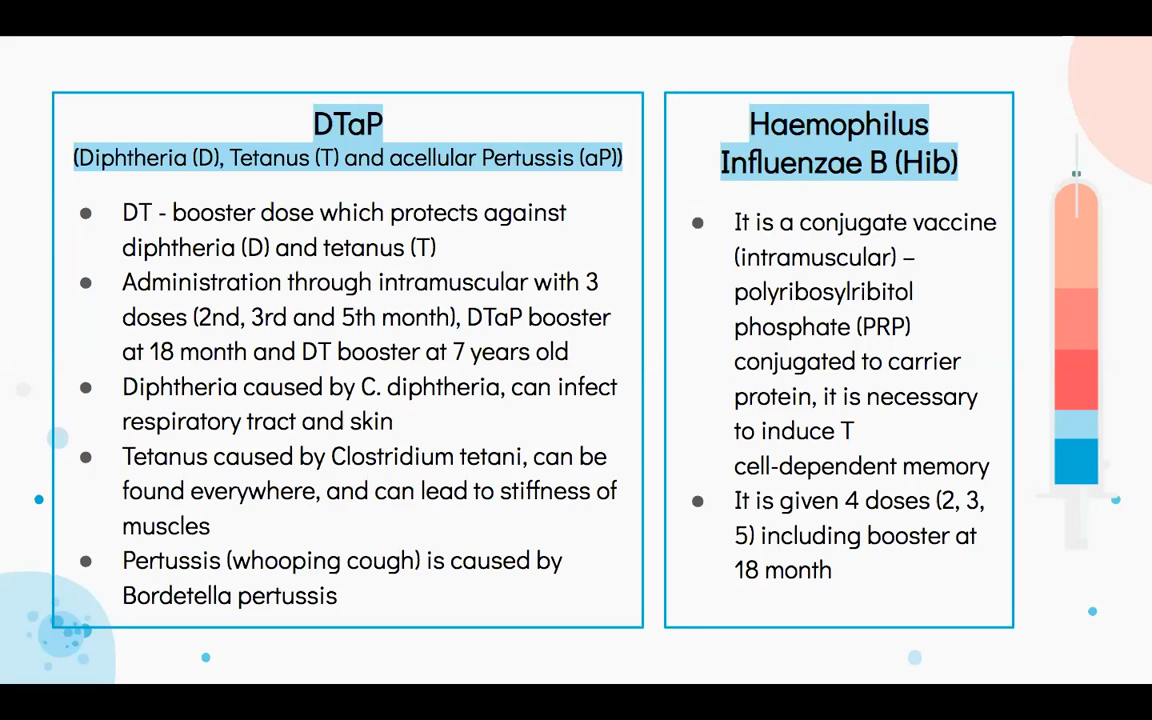 DTaP
(Diphtheria (D), Tetanus (T) and acellular Pertussis (aP))
● DT - booster dose which protects against
diphtheria (D) and tetanus (T)
● Administration through intramuscular with 3
doses (2nd, 3rd and 5th month), DTaP booster
at 18 month and DT booster at 7 years old
● Diphtheria caused by C. diphtheria, can infect
respiratory tract and skin
● Tetanus caused by Clostridium tetani, can be
found everywhere, and can lead to stiffness of
muscles
● Pertussis (whooping cough) is caused by
Bordetella pertussis
Haemophilus
Influenzae B (Hib)
● It is a conjugate vaccine
(intramuscular) –
polyribosylribitol
phosphate (PRP)
conjugated to carrier
protein, it is necessary
to induce T
cell-dependent memory
● It is given 4 doses (2, 3,
5) including booster at
18 month